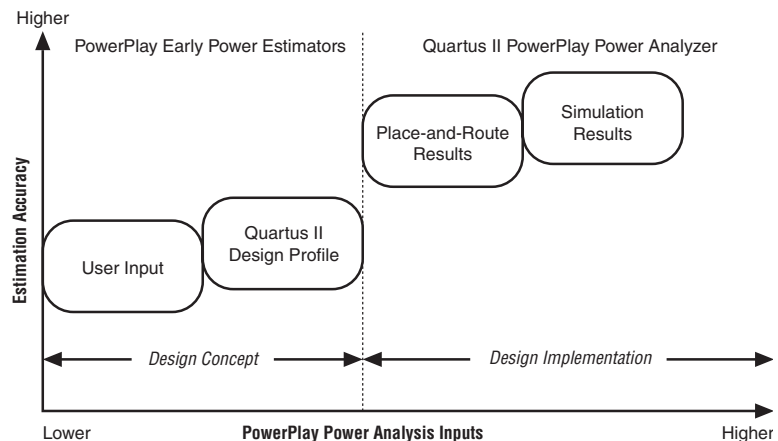 Higher
PowerPlay Early Power Estimators
Quartus II PowerPlay Power Analyzer
Estimation Accuracy
User Input
Quartus II
Design Profile
Place-and-Route
Results
Simulation
Results
Design Concept
Design Implementation
Lower
PowerPlay Power Analysis Inputs
Higher